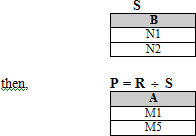 S
B
N1
N2
then,
P = R ÷ S
A
M1
M5